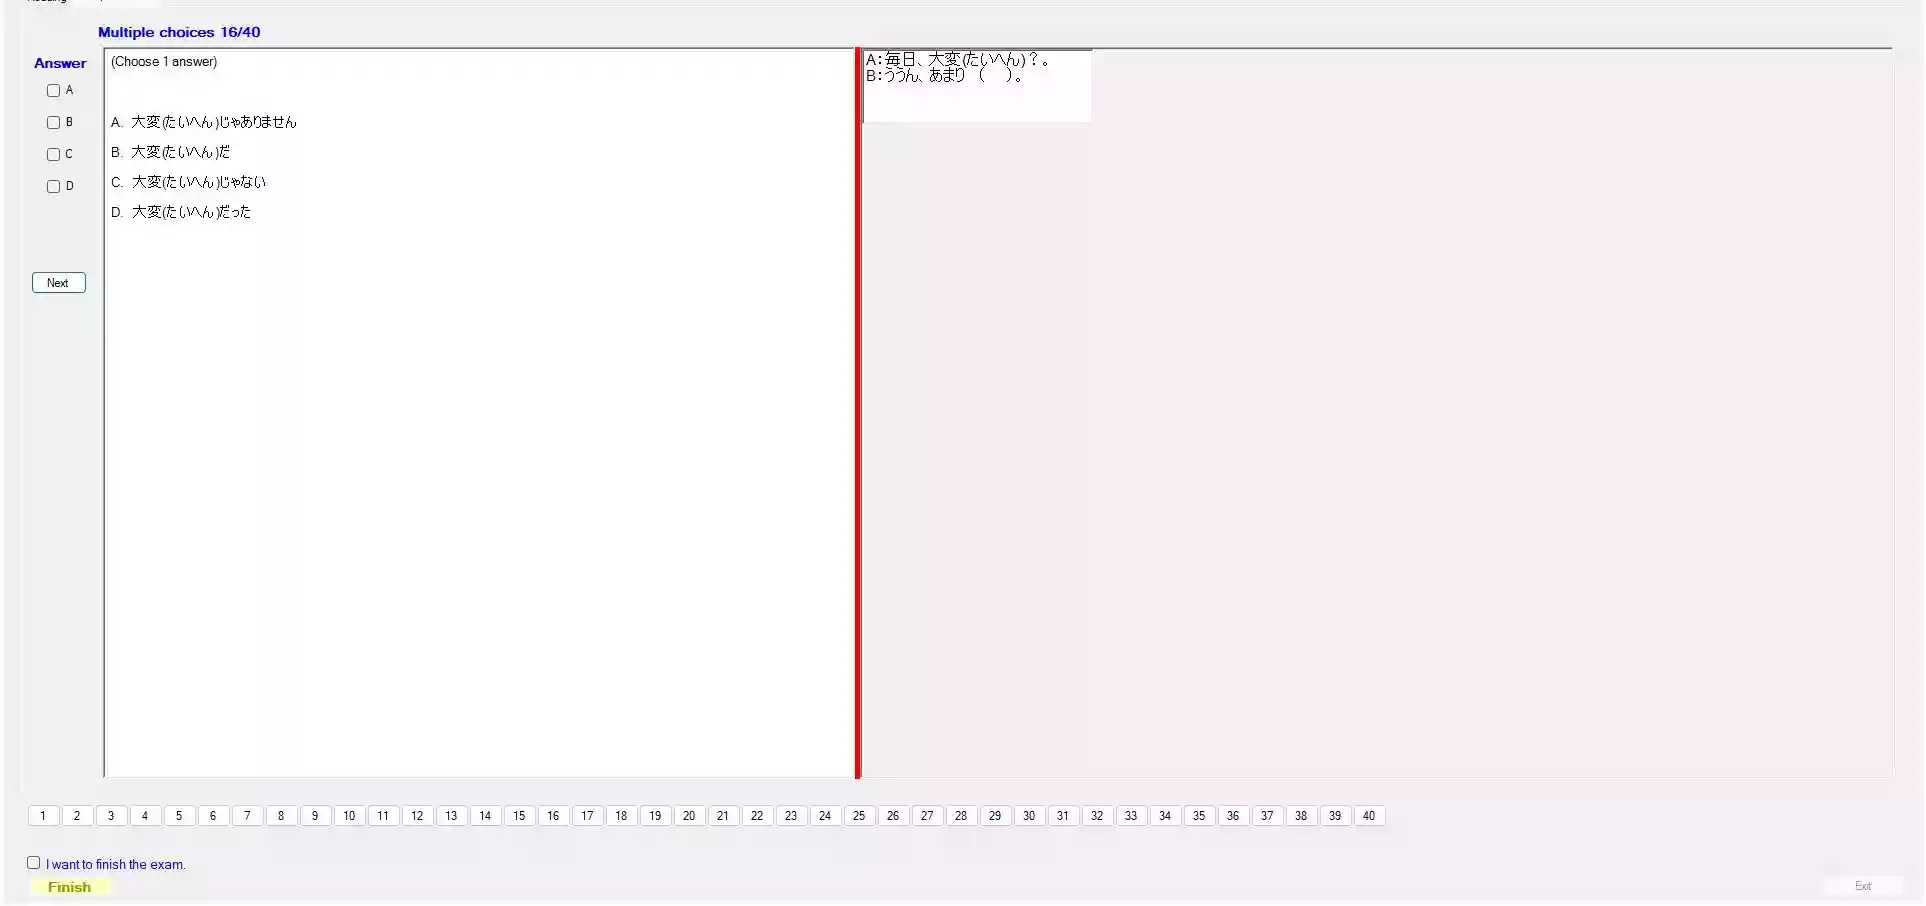 Multiple choices 16/40
Answer
A
B
C
D
Next
(Choose 1 answer)
A. 大変(たいへん)じゃありません
B. 大変(たいへん)だ
C. 大変(たいへん)じゃない
D. 大変(たいへん)だった
A:毎日、大変(たいへん)?。
B:ううん、あまり ( )。
1 2 3 4 5 6 7 8 9 10 11 12 13 14 15 16 17 18 19 20 21 22 23 24 25 26 27 28 29 30 31 32 33 34 35 36 37 38 39 40
I want to finish the exam.
Finish
Exit